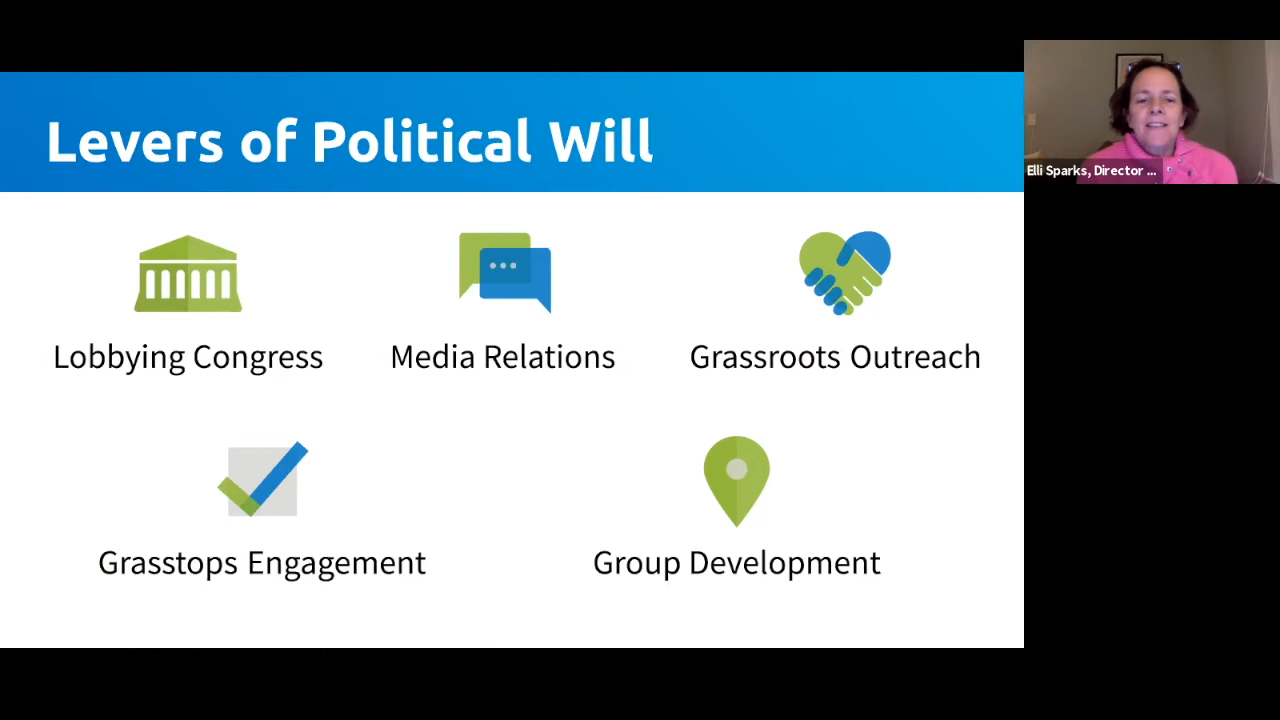 Levers of Political Will
Elli Sparks, Director ...
Lobbying Congress
Media Relations
Grassroots Outreach
Grasstops Engagement
Group Development